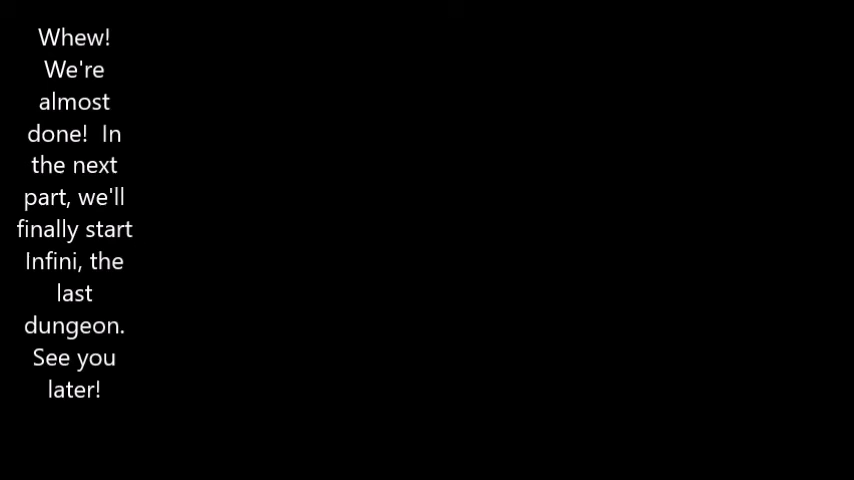 Whew!
We're
almost
done!  In
the next
part, we'll
finally start
Infini, the
last
dungeon.
See you
later!